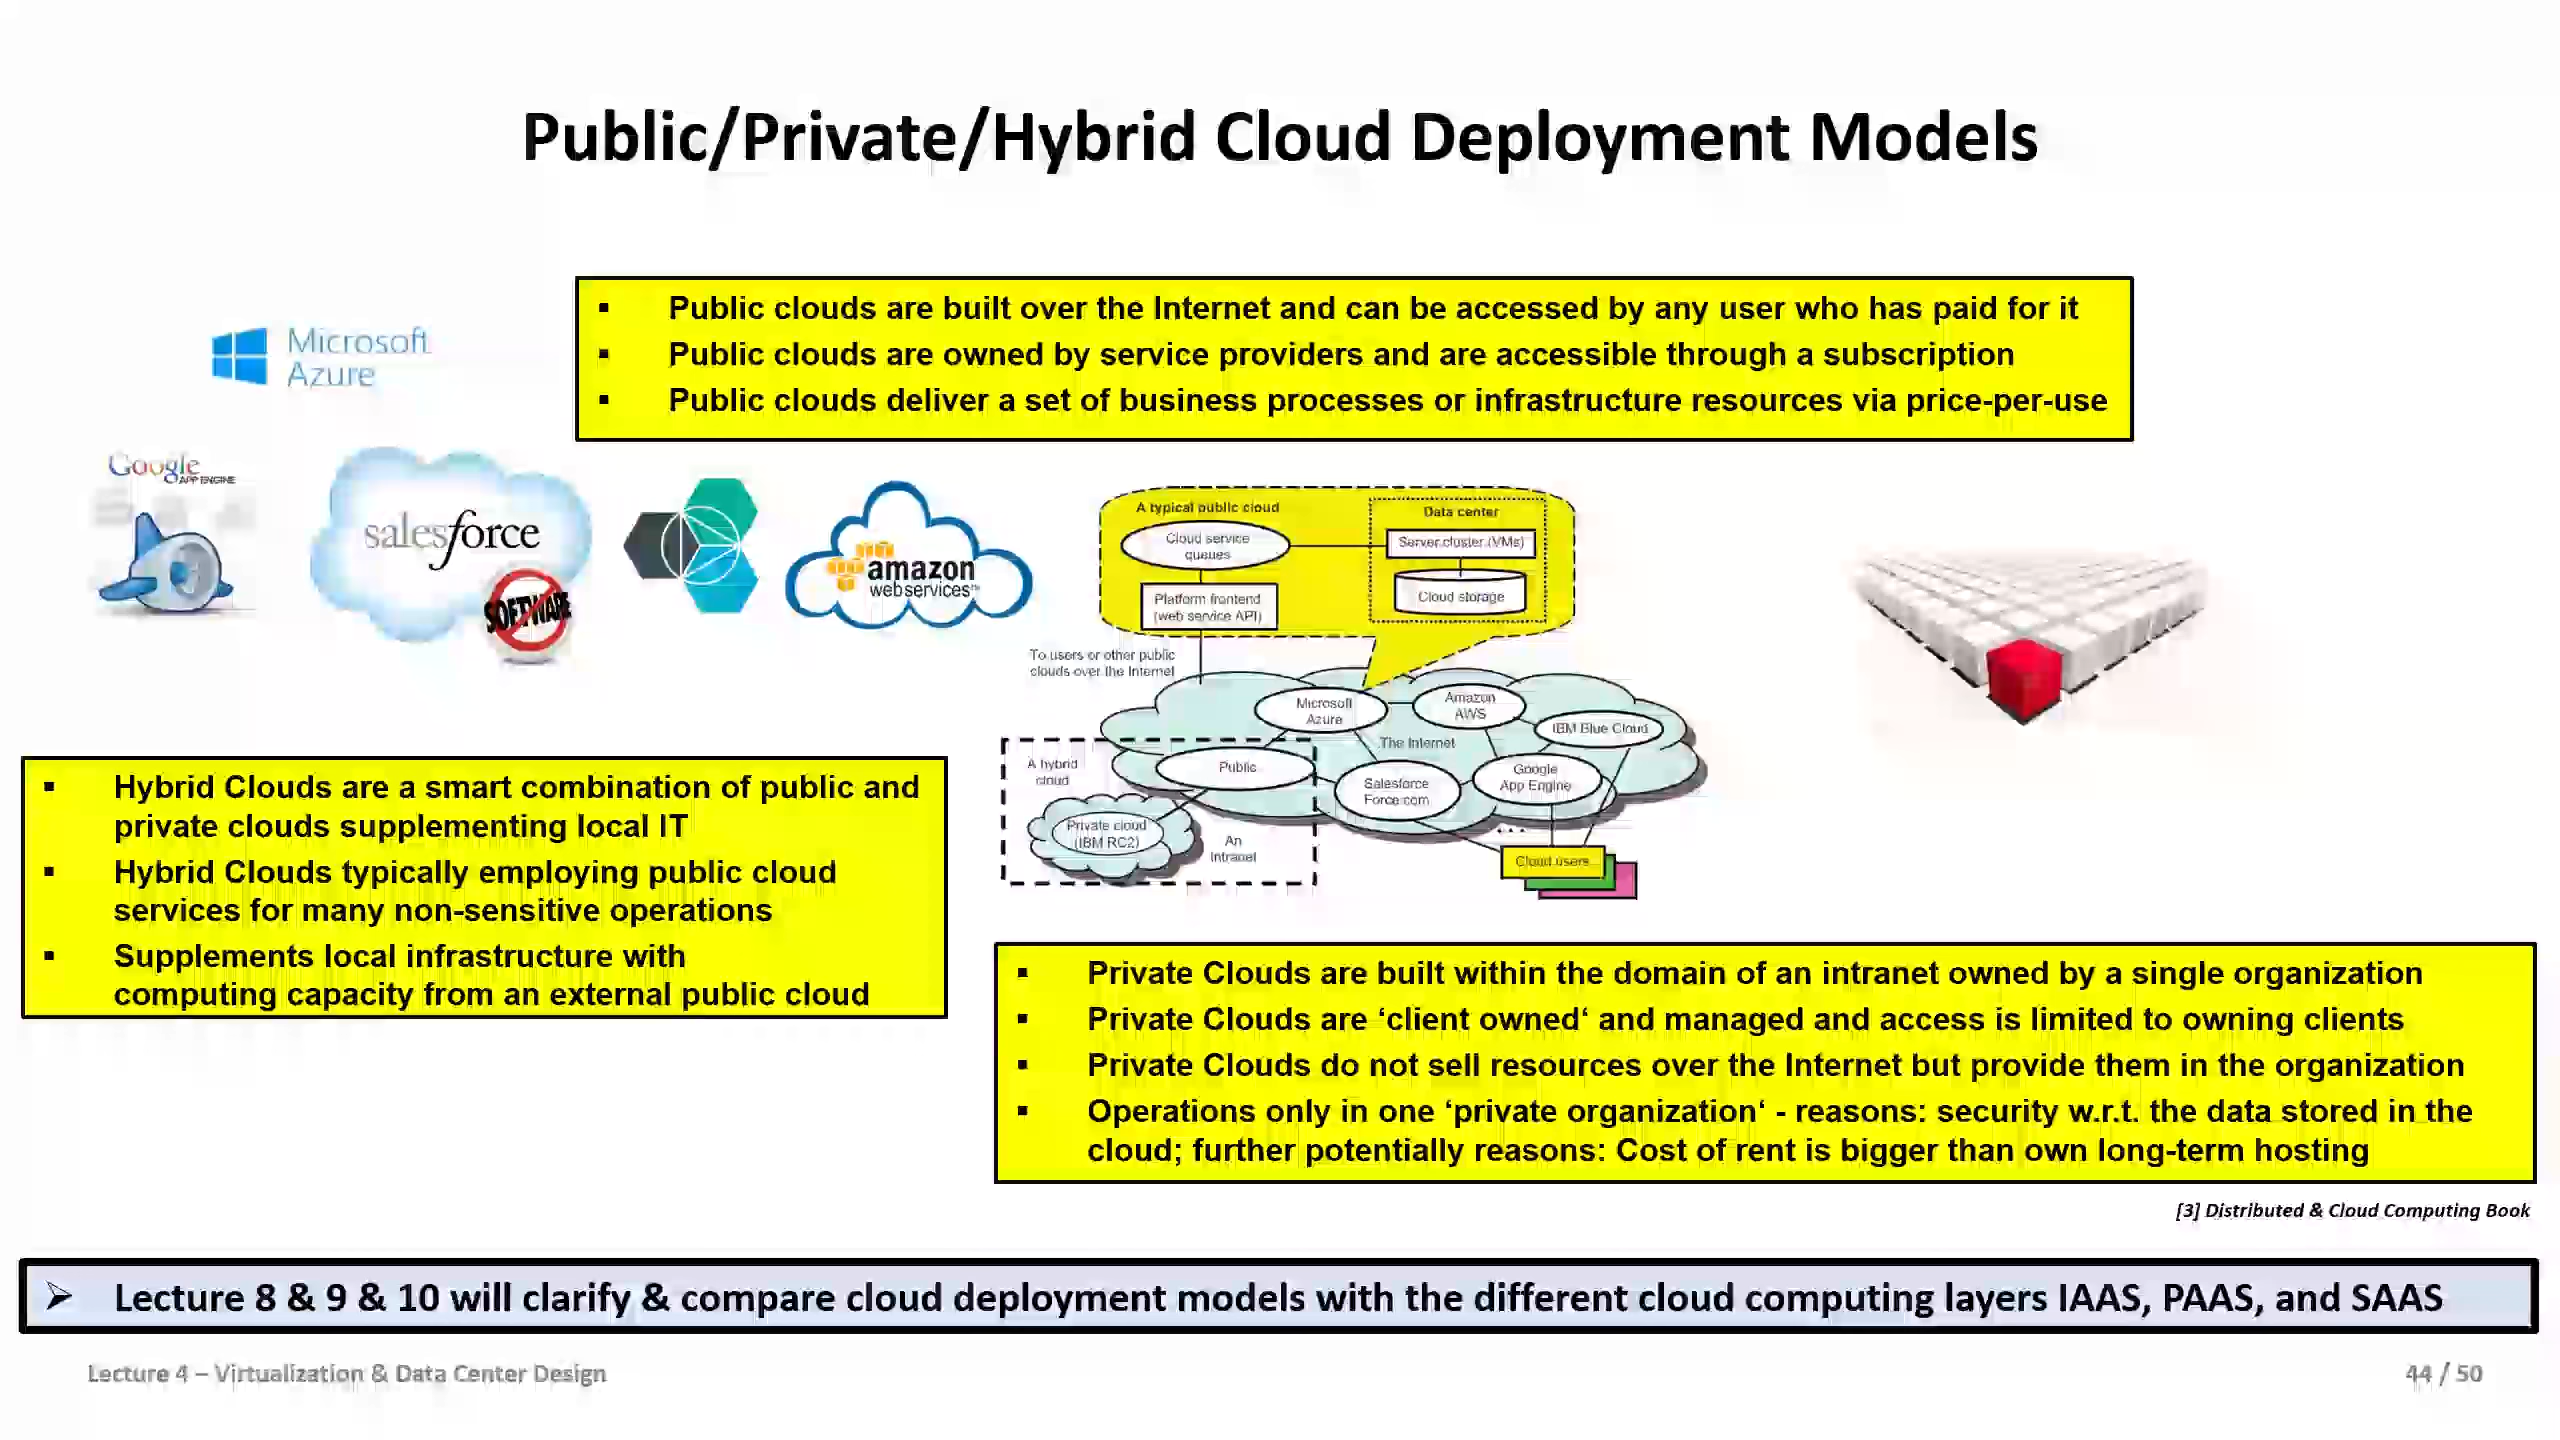 Public/Private/Hybrid Cloud Deployment Models
▪ Public clouds are built over the Internet and can be accessed by any user who has paid for it
▪ Public clouds are owned by service providers and are accessible through a subscription
▪ Public clouds deliver a set of business processes or infrastructure resources via price-per-use
Microsoft
Azure
Google
APP ENGINE
salesforce
SOFTWARE
amazon
webservices™
A typical public cloud
Cloud service
queues
Platform frontend
(web service API)
Data center
Server cluster (VMs)
Cloud storage
To users or other public
clouds over the Internet
Microsoft
Azure
Amazon
AWS
IBM Blue Cloud
The Internet
A hybrid
cloud
Public
Salesforce
Force.com
Google
App Engine
Private cloud
(IBM RC2)
An
Intranet
...
Cloud users
▪ Hybrid Clouds are a smart combination of public and
private clouds supplementing local IT
▪ Hybrid Clouds typically employing public cloud
services for many non-sensitive operations
▪ Supplements local infrastructure with
computing capacity from an external public cloud
▪ Private Clouds are built within the domain of an intranet owned by a single organization
▪ Private Clouds are ‘client owned‘ and managed and access is limited to owning clients
▪ Private Clouds do not sell resources over the Internet but provide them in the organization
▪ Operations only in one ‘private organization‘ - reasons: security w.r.t. the data stored in the
cloud; further potentially reasons: Cost of rent is bigger than own long-term hosting
[3] Distributed & Cloud Computing Book
➢ Lecture 8 & 9 & 10 will clarify & compare cloud deployment models with the different cloud computing layers IAAS, PAAS, and SAAS
Lecture 4 – Virtualization & Data Center Design
44 / 50